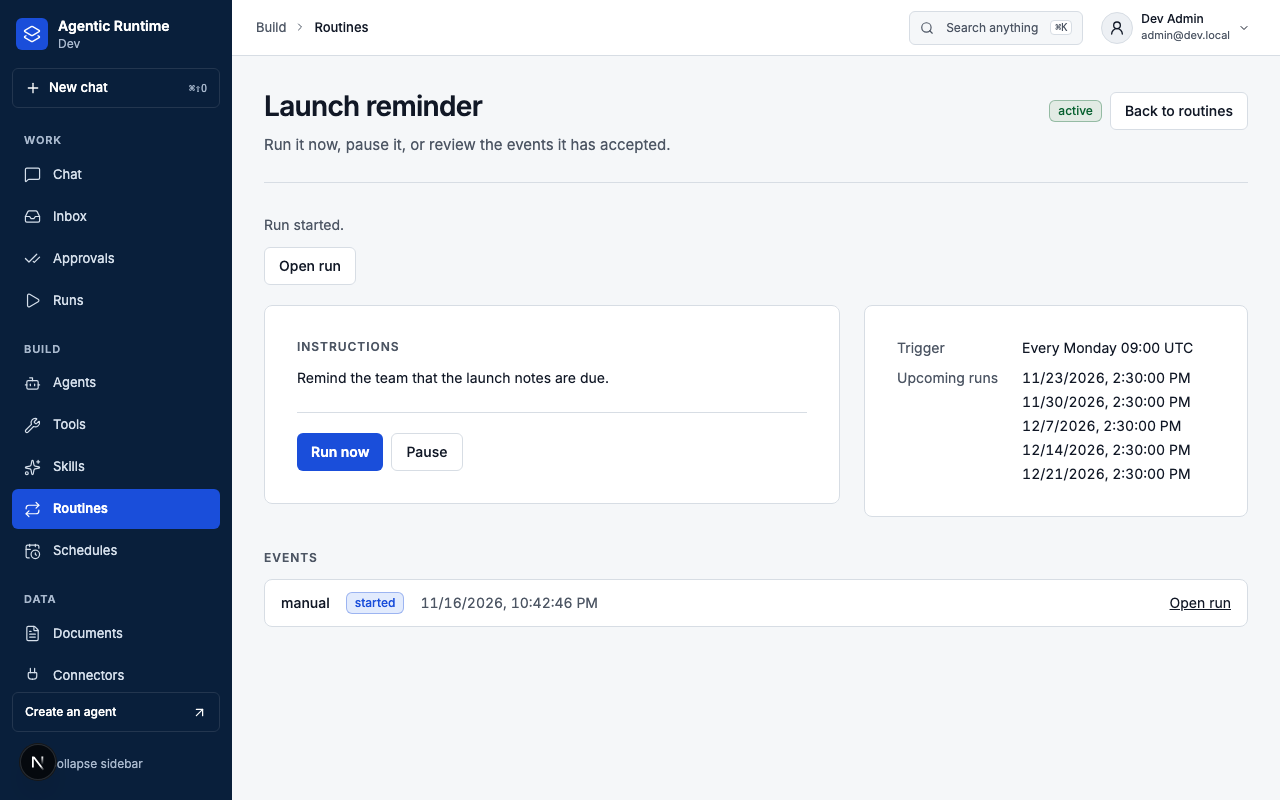 Agentic Runtime
Dev
New chat ⌘⇧O
WORK
Chat
Inbox
Approvals
Runs
BUILD
Agents
Tools
Skills
Routines
Schedules
DATA
Documents
Connectors
Create an agent
N ollapse sidebar
Build > Routines
Search anything ⌘K
Dev Admin
admin@dev.local
Launch reminder
active
Back to routines
Run it now, pause it, or review the events it has accepted.
Run started.
Open run
INSTRUCTIONS
Remind the team that the launch notes are due.
Run now Pause
Trigger Every Monday 09:00 UTC
Upcoming runs 11/23/2026, 2:30:00 PM
11/30/2026, 2:30:00 PM
12/7/2026, 2:30:00 PM
12/14/2026, 2:30:00 PM
12/21/2026, 2:30:00 PM
EVENTS
manual started 11/16/2026, 10:42:46 PM Open run